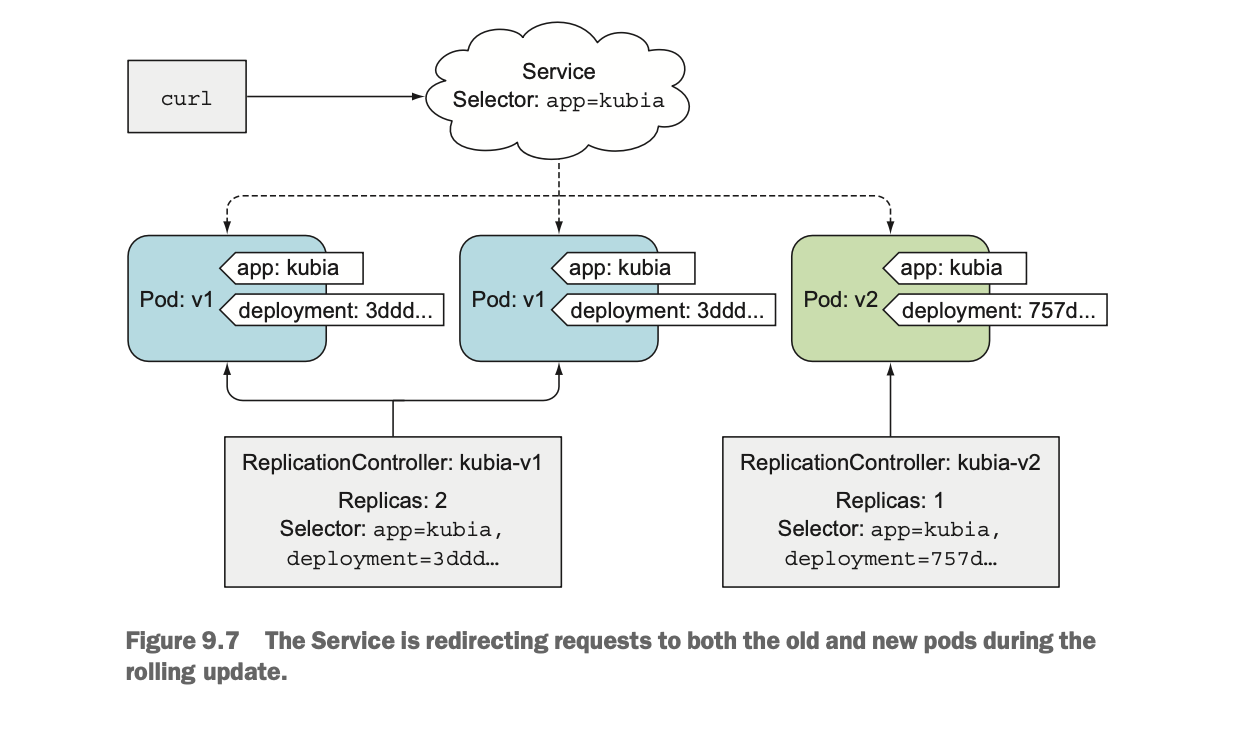 curl
Service
Selector: app=kubia
Pod: v1
app: kubia
deployment: 3ddd...
Pod: v1
app: kubia
deployment: 3ddd...
Pod: v2
app: kubia
deployment: 757d...
ReplicationController: kubia-v1
Replicas: 2
Selector: app=kubia,
deployment=3ddd…
ReplicationController: kubia-v2
Replicas: 1
Selector: app=kubia,
deployment=757d…
Figure 9.7 The Service is redirecting requests to both the old and new pods during the
rolling update.